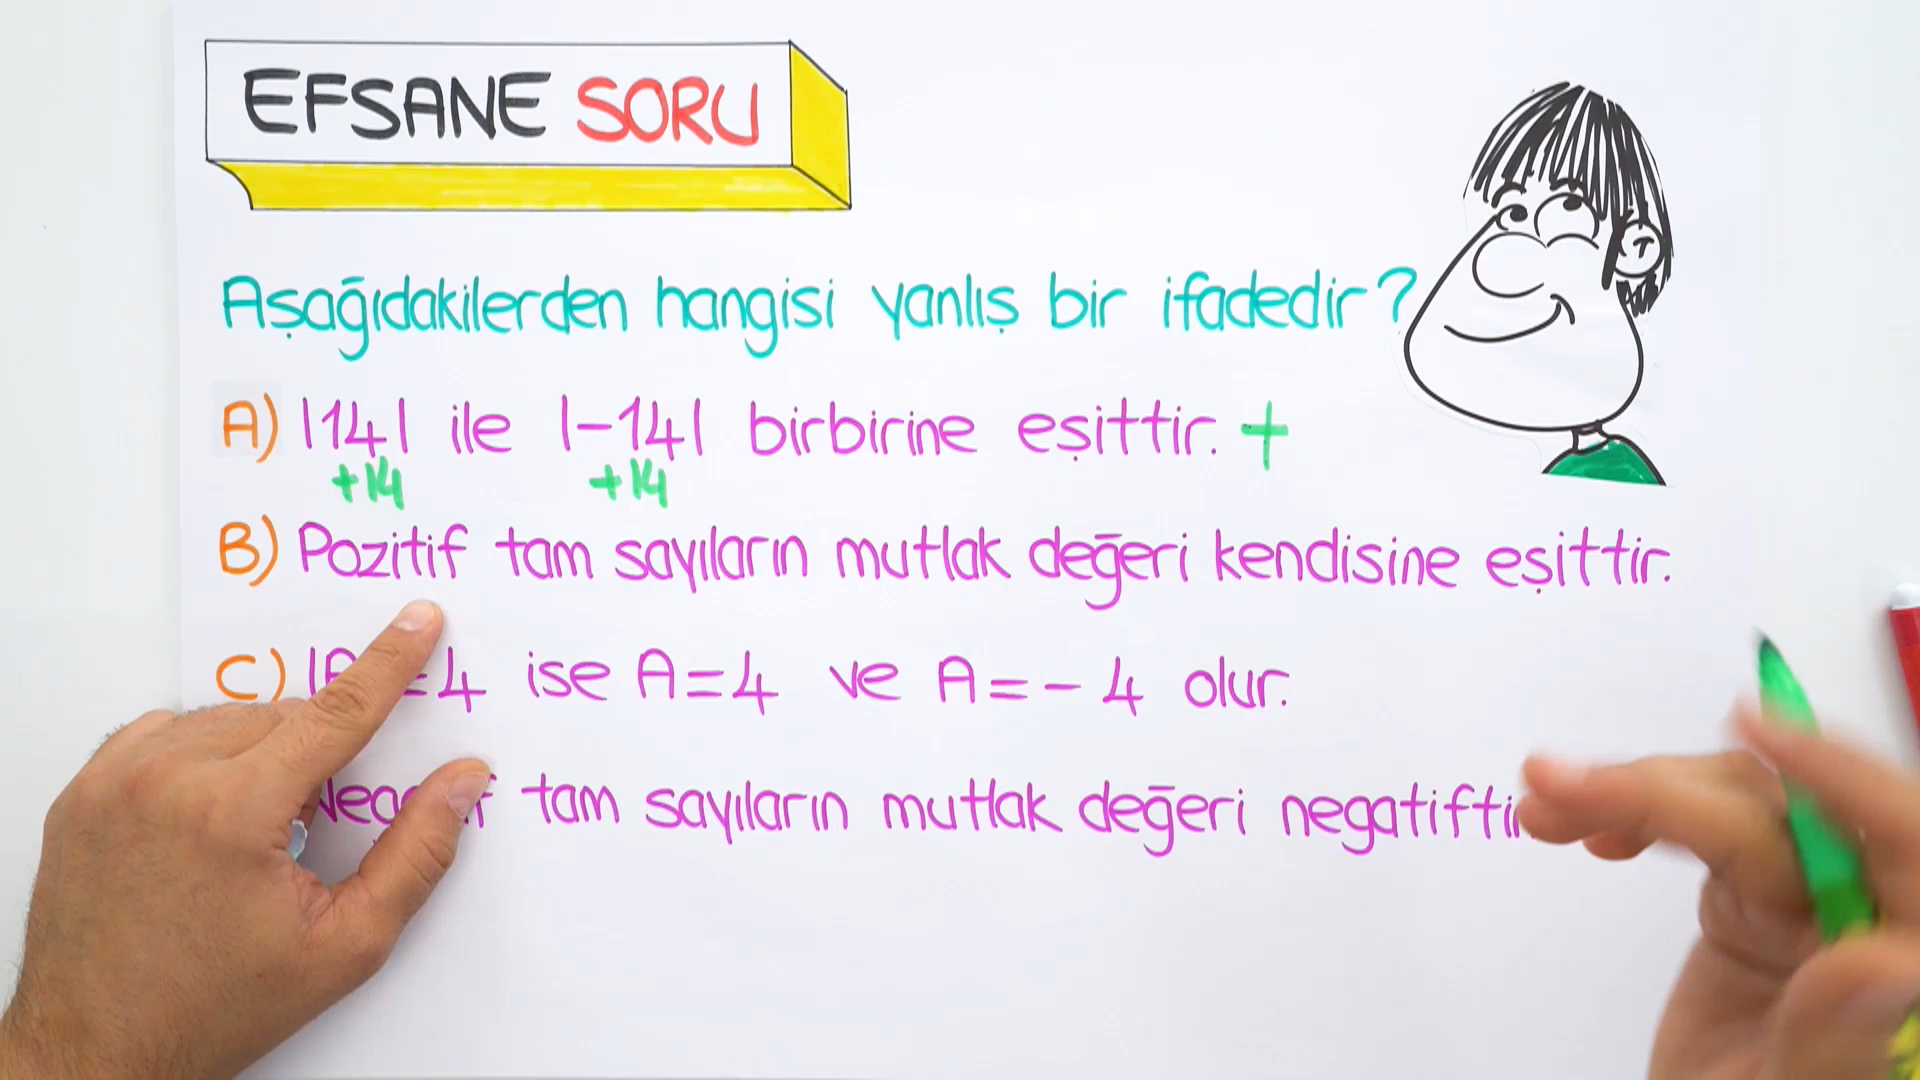 EFSANE SORU
Aşağıdakilerden hangisi yanlış bir ifadedir?
A) |14| ile |-14| birbirine eşittir. +
+14 +14
B) Pozitif tam sayıların mutlak değeri kendisine eşittir.
C) =4 ise A=4 ve A=-4 olur.
tam sayıların mutlak değeri